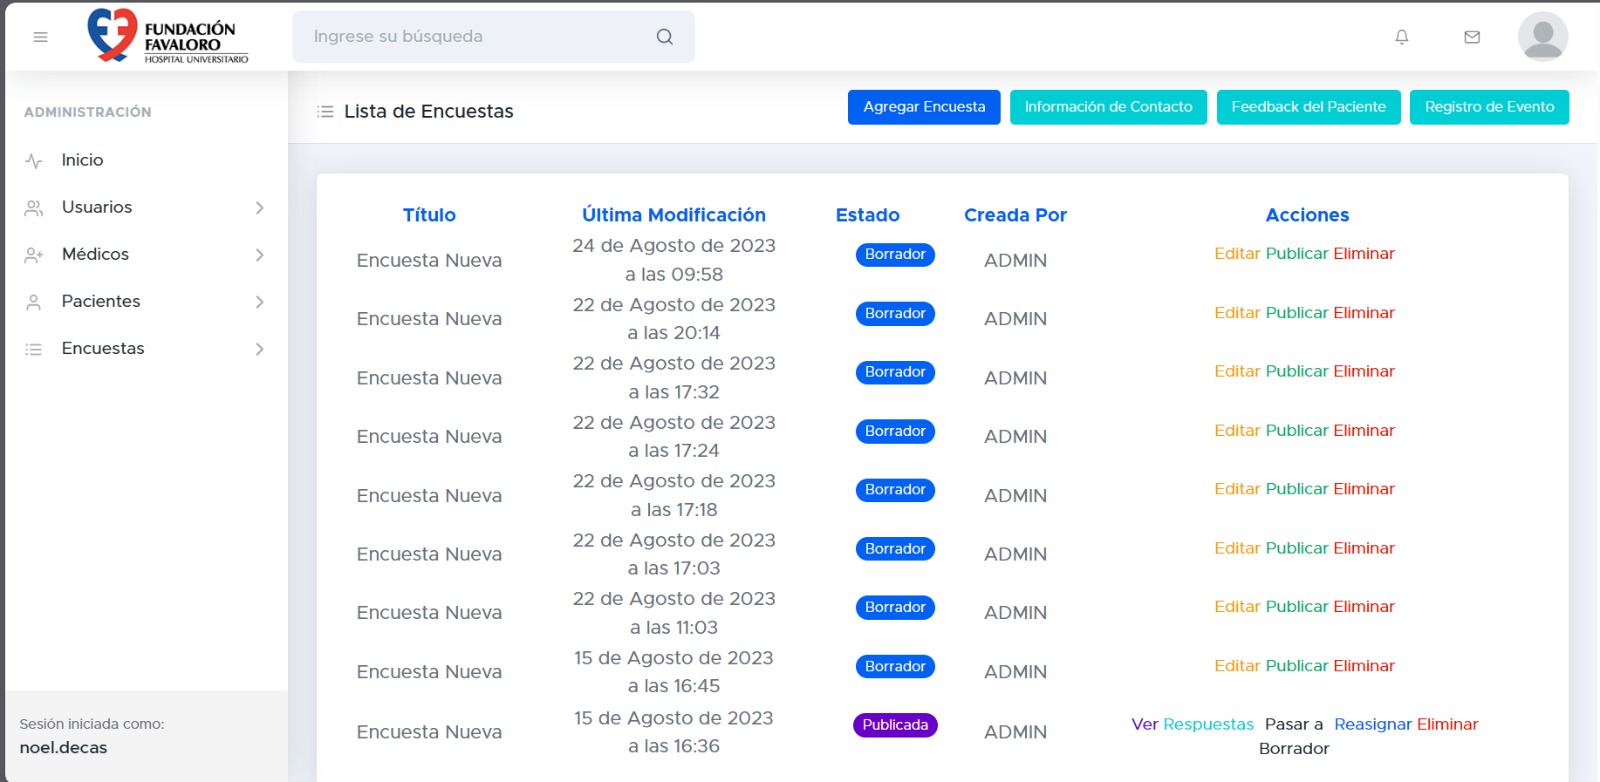 FUNDACIÓN
FAVALORO
HOSPITAL UNIVERSITARIO
Ingrese su búsqueda
ADMINISTRACIÓN
Inicio
Usuarios
Médicos
Pacientes
Encuestas
Sesión iniciada como:
noel.decas
Lista de Encuestas
Agregar Encuesta
Información de Contacto
Feedback del Paciente
Registro de Evento
Título Última Modificación Estado Creada Por Acciones
Encuesta Nueva 24 de Agosto de 2023 Borrador ADMIN Editar Publicar Eliminar
a las 09:58
Encuesta Nueva 22 de Agosto de 2023 Borrador ADMIN Editar Publicar Eliminar
a las 20:14
Encuesta Nueva 22 de Agosto de 2023 Borrador ADMIN Editar Publicar Eliminar
a las 17:32
Encuesta Nueva 22 de Agosto de 2023 Borrador ADMIN Editar Publicar Eliminar
a las 17:24
Encuesta Nueva 22 de Agosto de 2023 Borrador ADMIN Editar Publicar Eliminar
a las 17:18
Encuesta Nueva 22 de Agosto de 2023 Borrador ADMIN Editar Publicar Eliminar
a las 17:03
Encuesta Nueva 22 de Agosto de 2023 Borrador ADMIN Editar Publicar Eliminar
a las 11:03
Encuesta Nueva 15 de Agosto de 2023 Borrador ADMIN Editar Publicar Eliminar
a las 16:45
Encuesta Nueva 15 de Agosto de 2023 Publicada ADMIN Ver Respuestas Pasar a Reasignar Eliminar
a las 16:36 Borrador